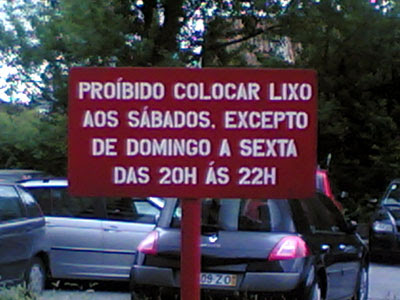 PROÍBIDO COLOCAR LIXO
AOS SÁBADOS, EXCEPTO
DE DOMINGO A SEXTA
DAS 20H ÁS 22H